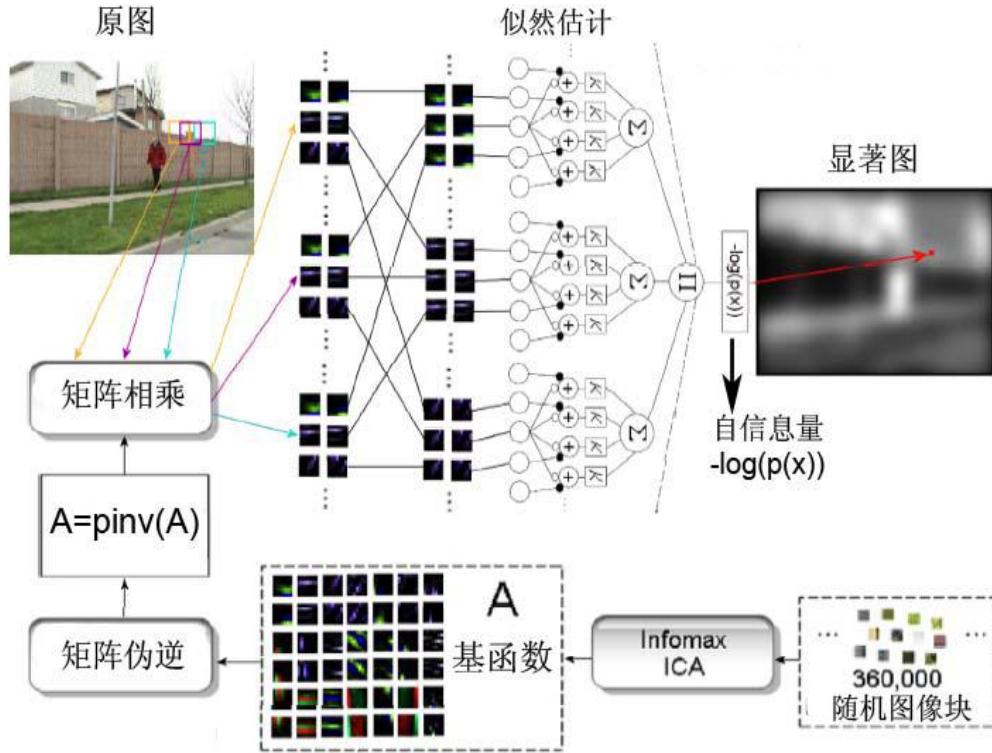 原图
似然估计
显著图
矩阵相乘
-log(p(x))
自信息量
-log(p(x))
A=pinv(A)
矩阵伪逆
A
基函数
Infomax
ICA
360,000
随机图像块
Σ
Σ
Σ
Π